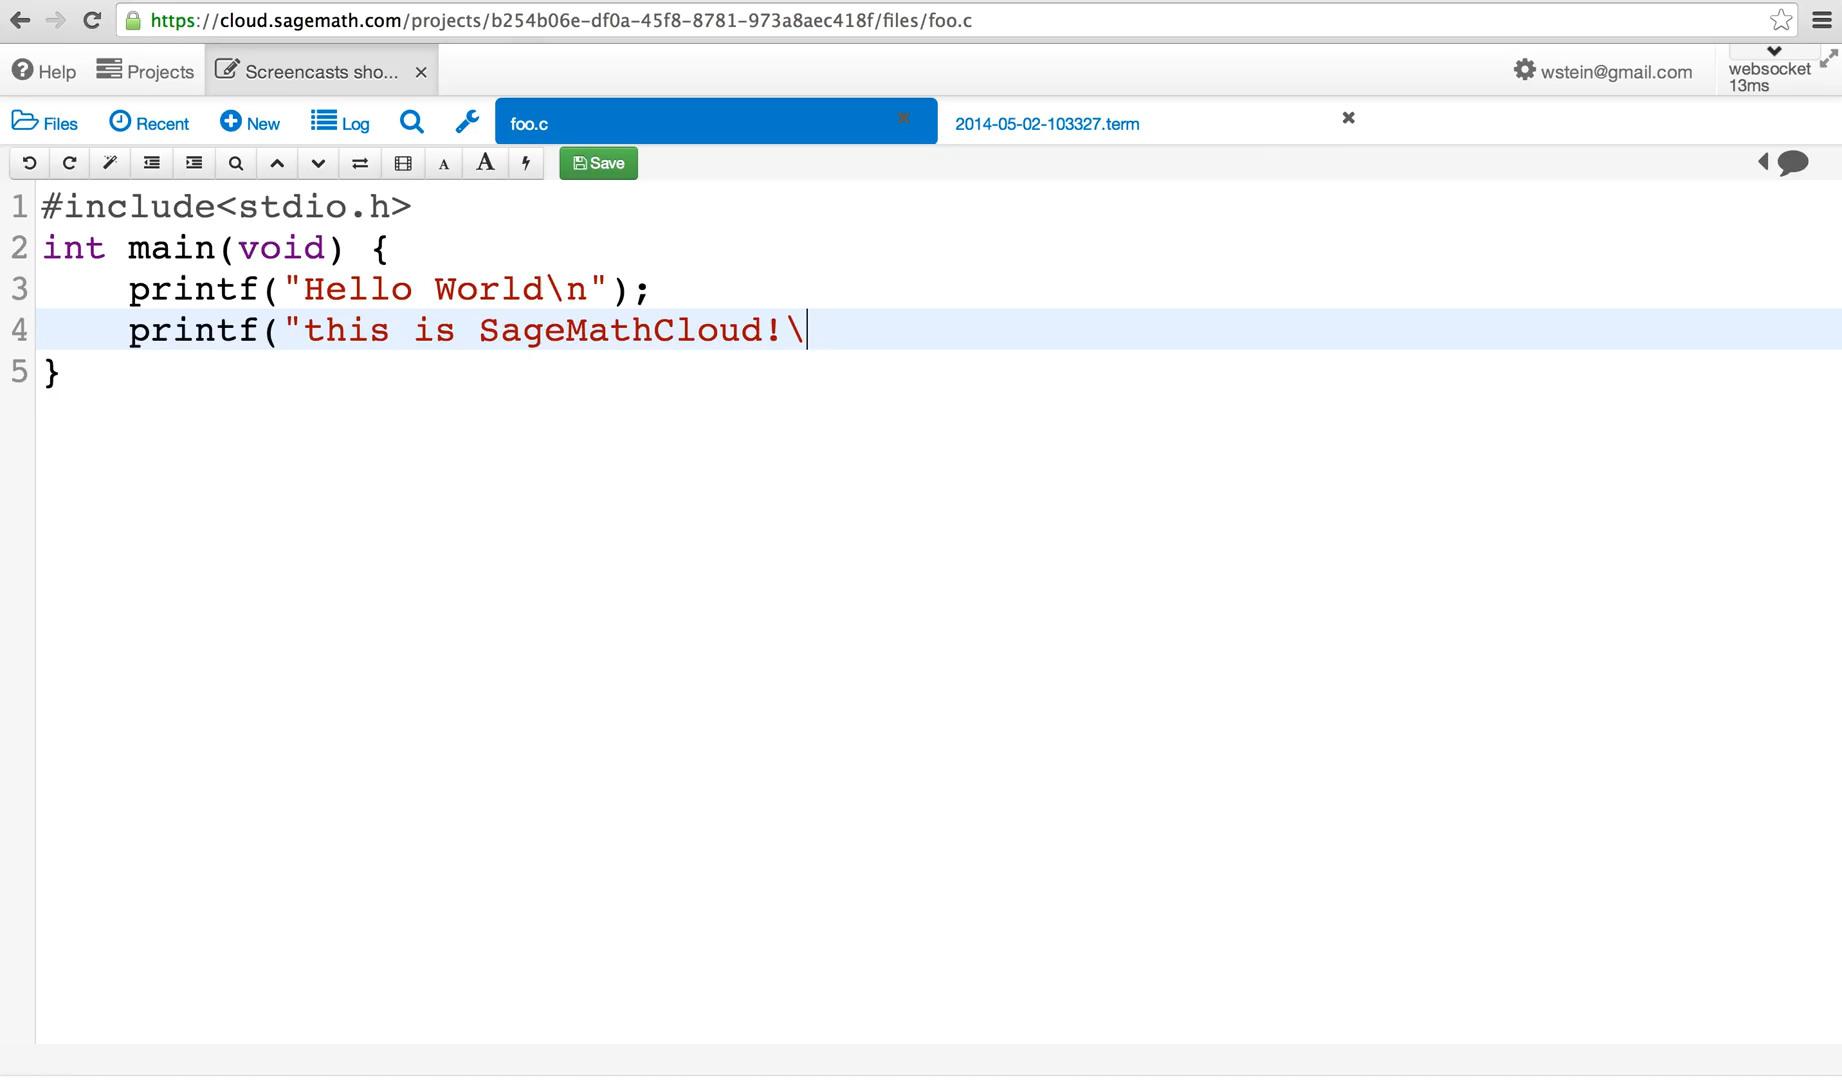 https://cloud.sagemath.com/projects/b254b06e-df0a-45f8-8781-973a8aec418f/files/foo.c
Help Projects Screencasts sho... wstein@gmail.com websocket
13ms
Files Recent New Log foo.c 2014-05-02-103327.term
A A Save
1 #include<stdio.h>
2 int main(void) {
3     printf("Hello World\n");
4     printf("this is SageMathCloud!\
5 }